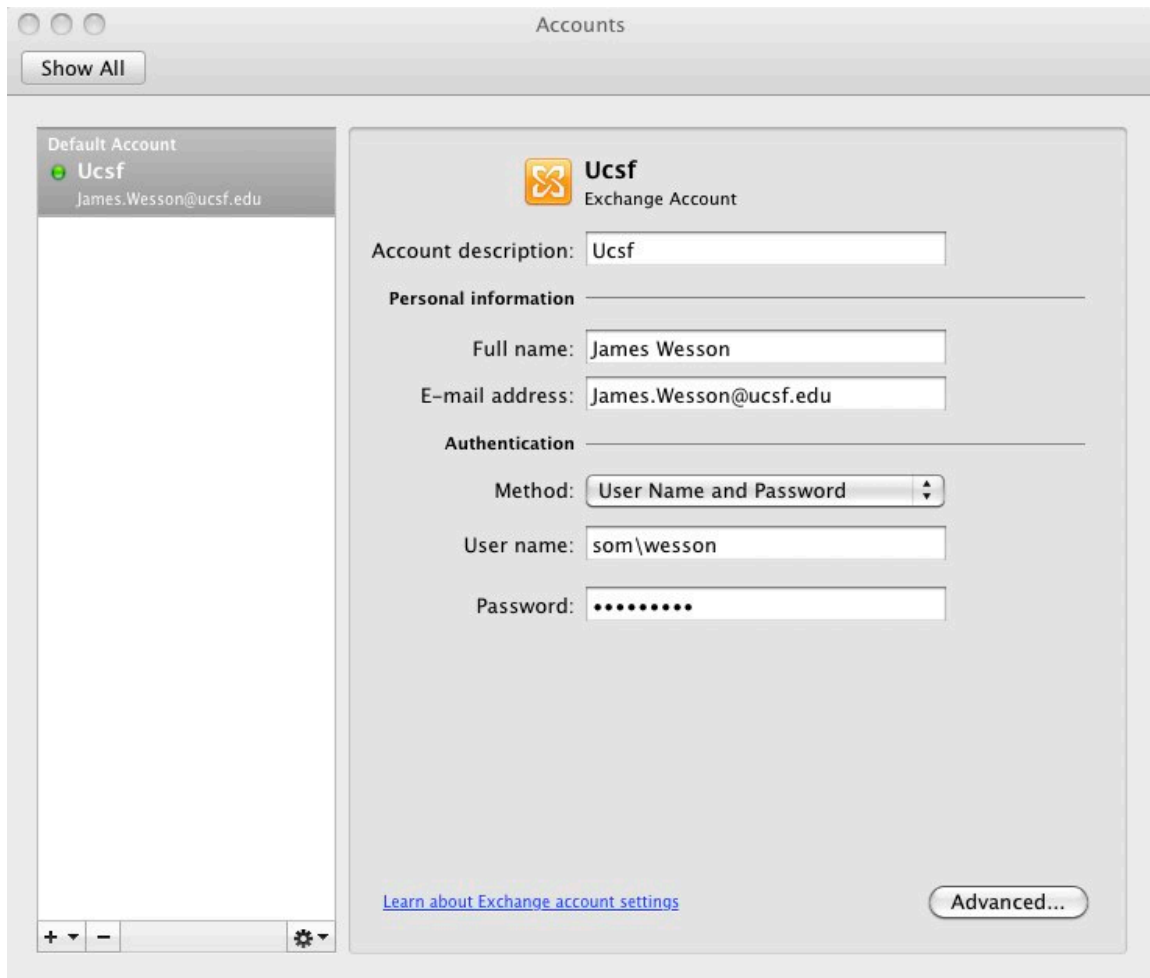 Accounts
Show All
Default Account
Ucsf
James.Wesson@ucsf.edu
Ucsf
Exchange Account
Account description: Ucsf
Personal information
Full name: James Wesson
E-mail address: James.Wesson@ucsf.edu
Authentication
Method: User Name and Password
User name: som\wesson
Password: •••••••••
Learn about Exchange account settings
Advanced...